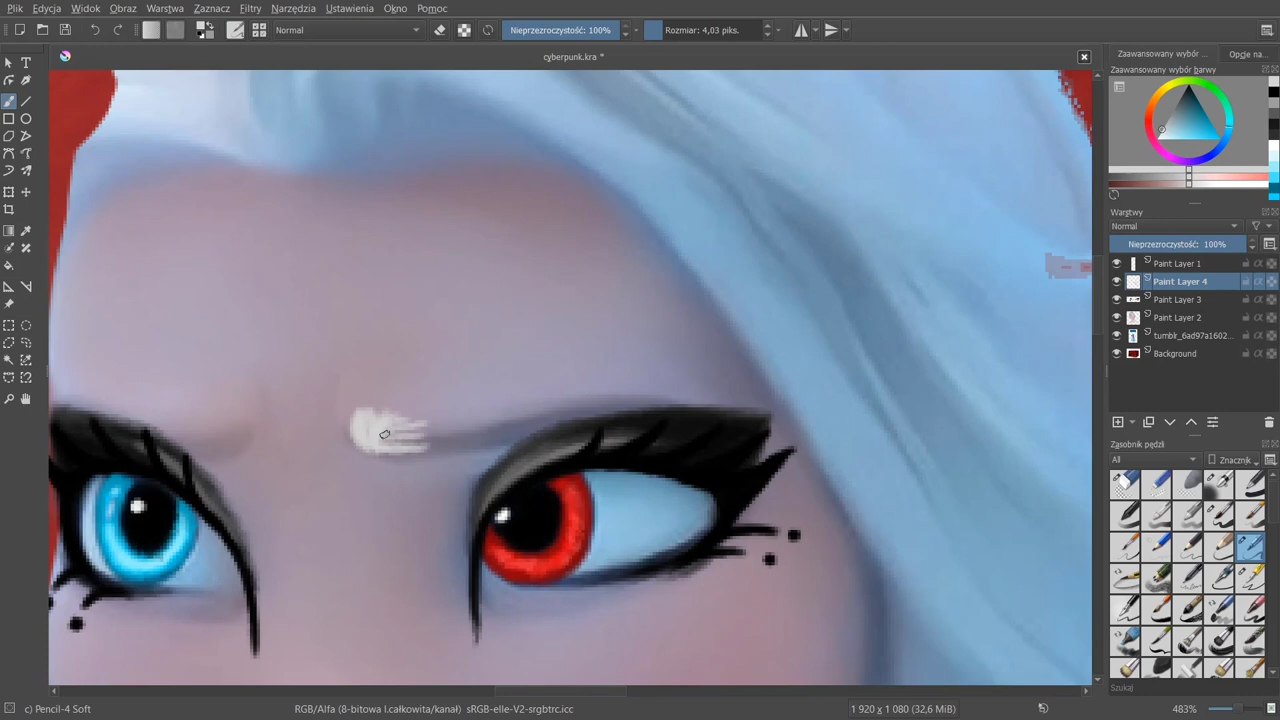 Plik Edycja Widok Obraz Warstwa Zaznacz Filtry Narzędzia Ustawienia Okno Pomoc
Normal Nieprzezroczystość: 100% Rozmiar: 4,03 piks.
cyberpunk.kra *
Zaawansowany wybór ... Opcje na...
Zaawansowany wybór barwy
Warstwy
Normal
Nieprzezroczystość: 100%
Paint Layer 1
Paint Layer 4
Paint Layer 3
Paint Layer 2
tumblr_6ad97a1602...
Background
Zasobnik pędzli
All Znacznik
Szukaj
c) Pencil-4 Soft RGB/Alfa (8-bitowa l.całkowita/kanał) sRGB-elle-V2-srgbtrc.icc 1 920 x 1 080 (32,6 MiB) 483%